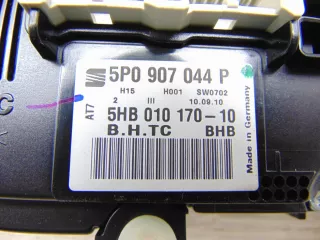 5P0 907 044 P
H15 H001 SW0702
2 III 10.09.10
AT7
5HB 010 170-10
B.H.TC BHB
Made in Germany
C